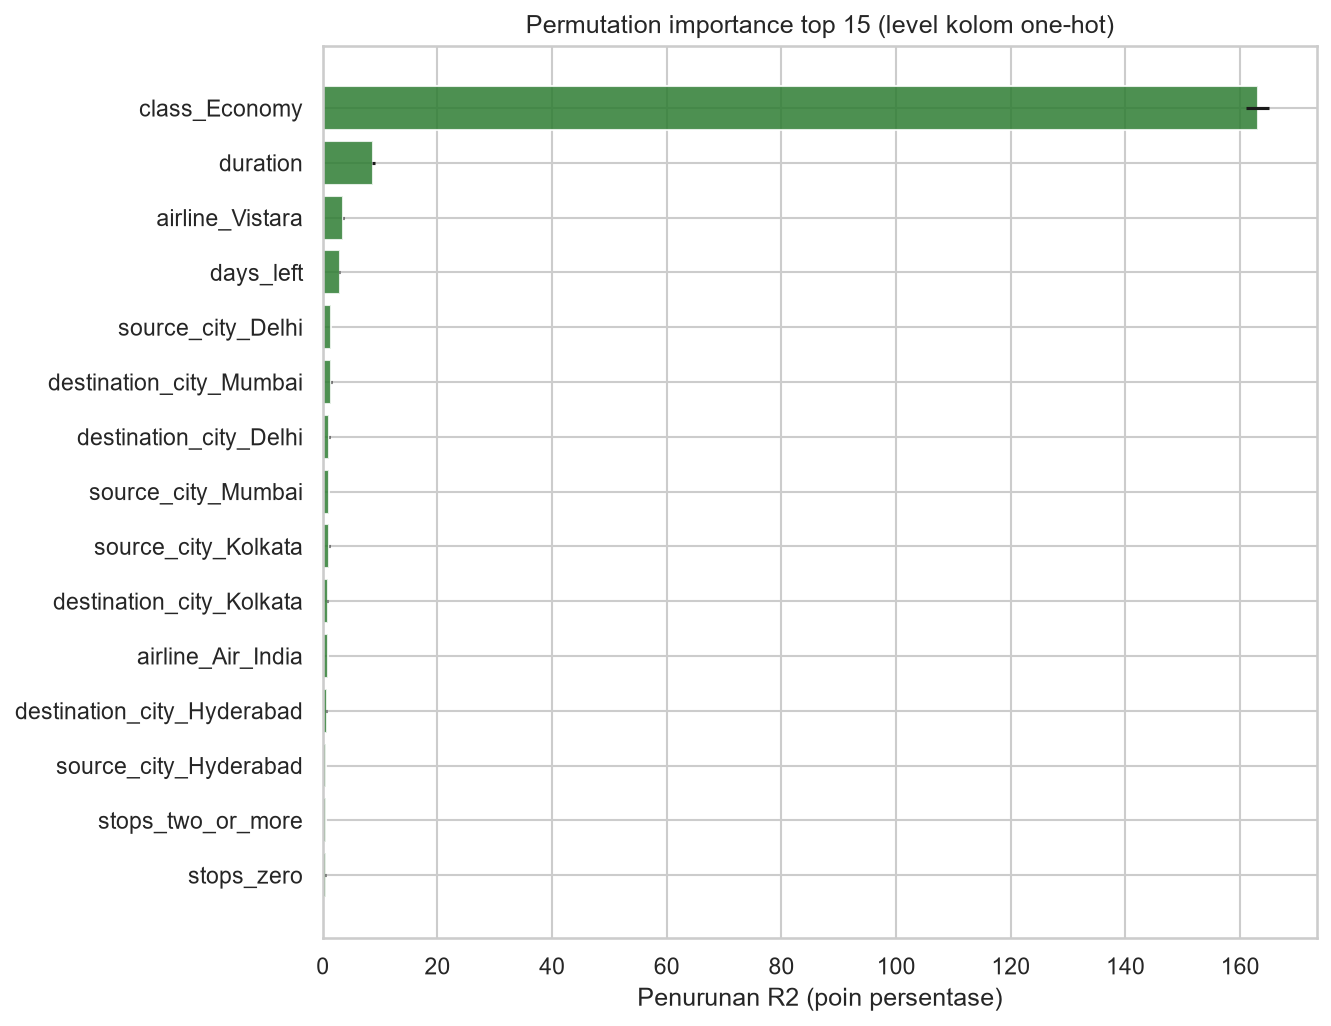 Permutation importance top 15 (level kolom one-hot)
class_Economy
duration
airline_Vistara
days_left
source_city_Delhi
destination_city_Mumbai
destination_city_Delhi
source_city_Mumbai
source_city_Kolkata
destination_city_Kolkata
airline_Air_India
destination_city_Hyderabad
source_city_Hyderabad
stops_two_or_more
stops_zero
0 20 40 60 80 100 120 140 160
Penurunan R2 (poin persentase)